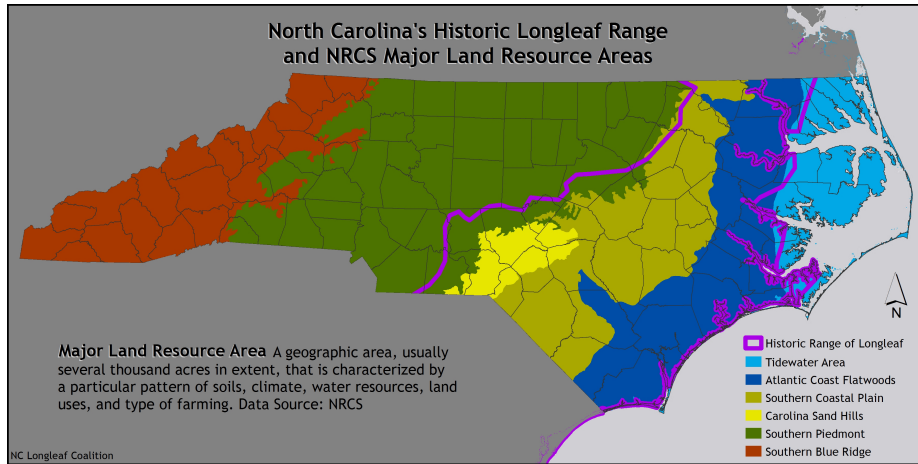 North Carolina's Historic Longleaf Range
and NRCS Major Land Resource Areas
N
Major Land Resource Area A geographic area, usually
several thousand acres in extent, that is characterized by
a particular pattern of soils, climate, water resources, land
uses, and type of farming. Data Source: NRCS
Historic Range of Longleaf
Tidewater Area
Atlantic Coast Flatwoods
Southern Coastal Plain
Carolina Sand Hills
Southern Piedmont
Southern Blue Ridge
NC Longleaf Coalition